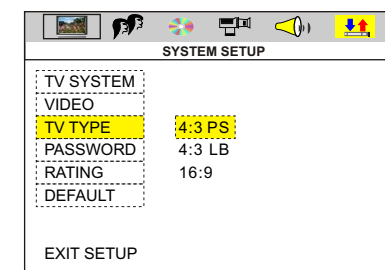 SYSTEM SETUP
TV SYSTEM
VIDEO
TV TYPE 4:3 PS
PASSWORD 4:3 LB
RATING 16:9
DEFAULT
EXIT SETUP